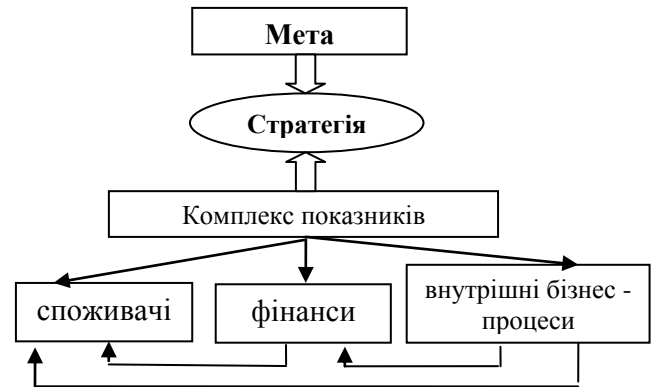 Мета
Стратегія
Комплекс показників
споживачі
фінанси
внутрішні бізнес -
процеси